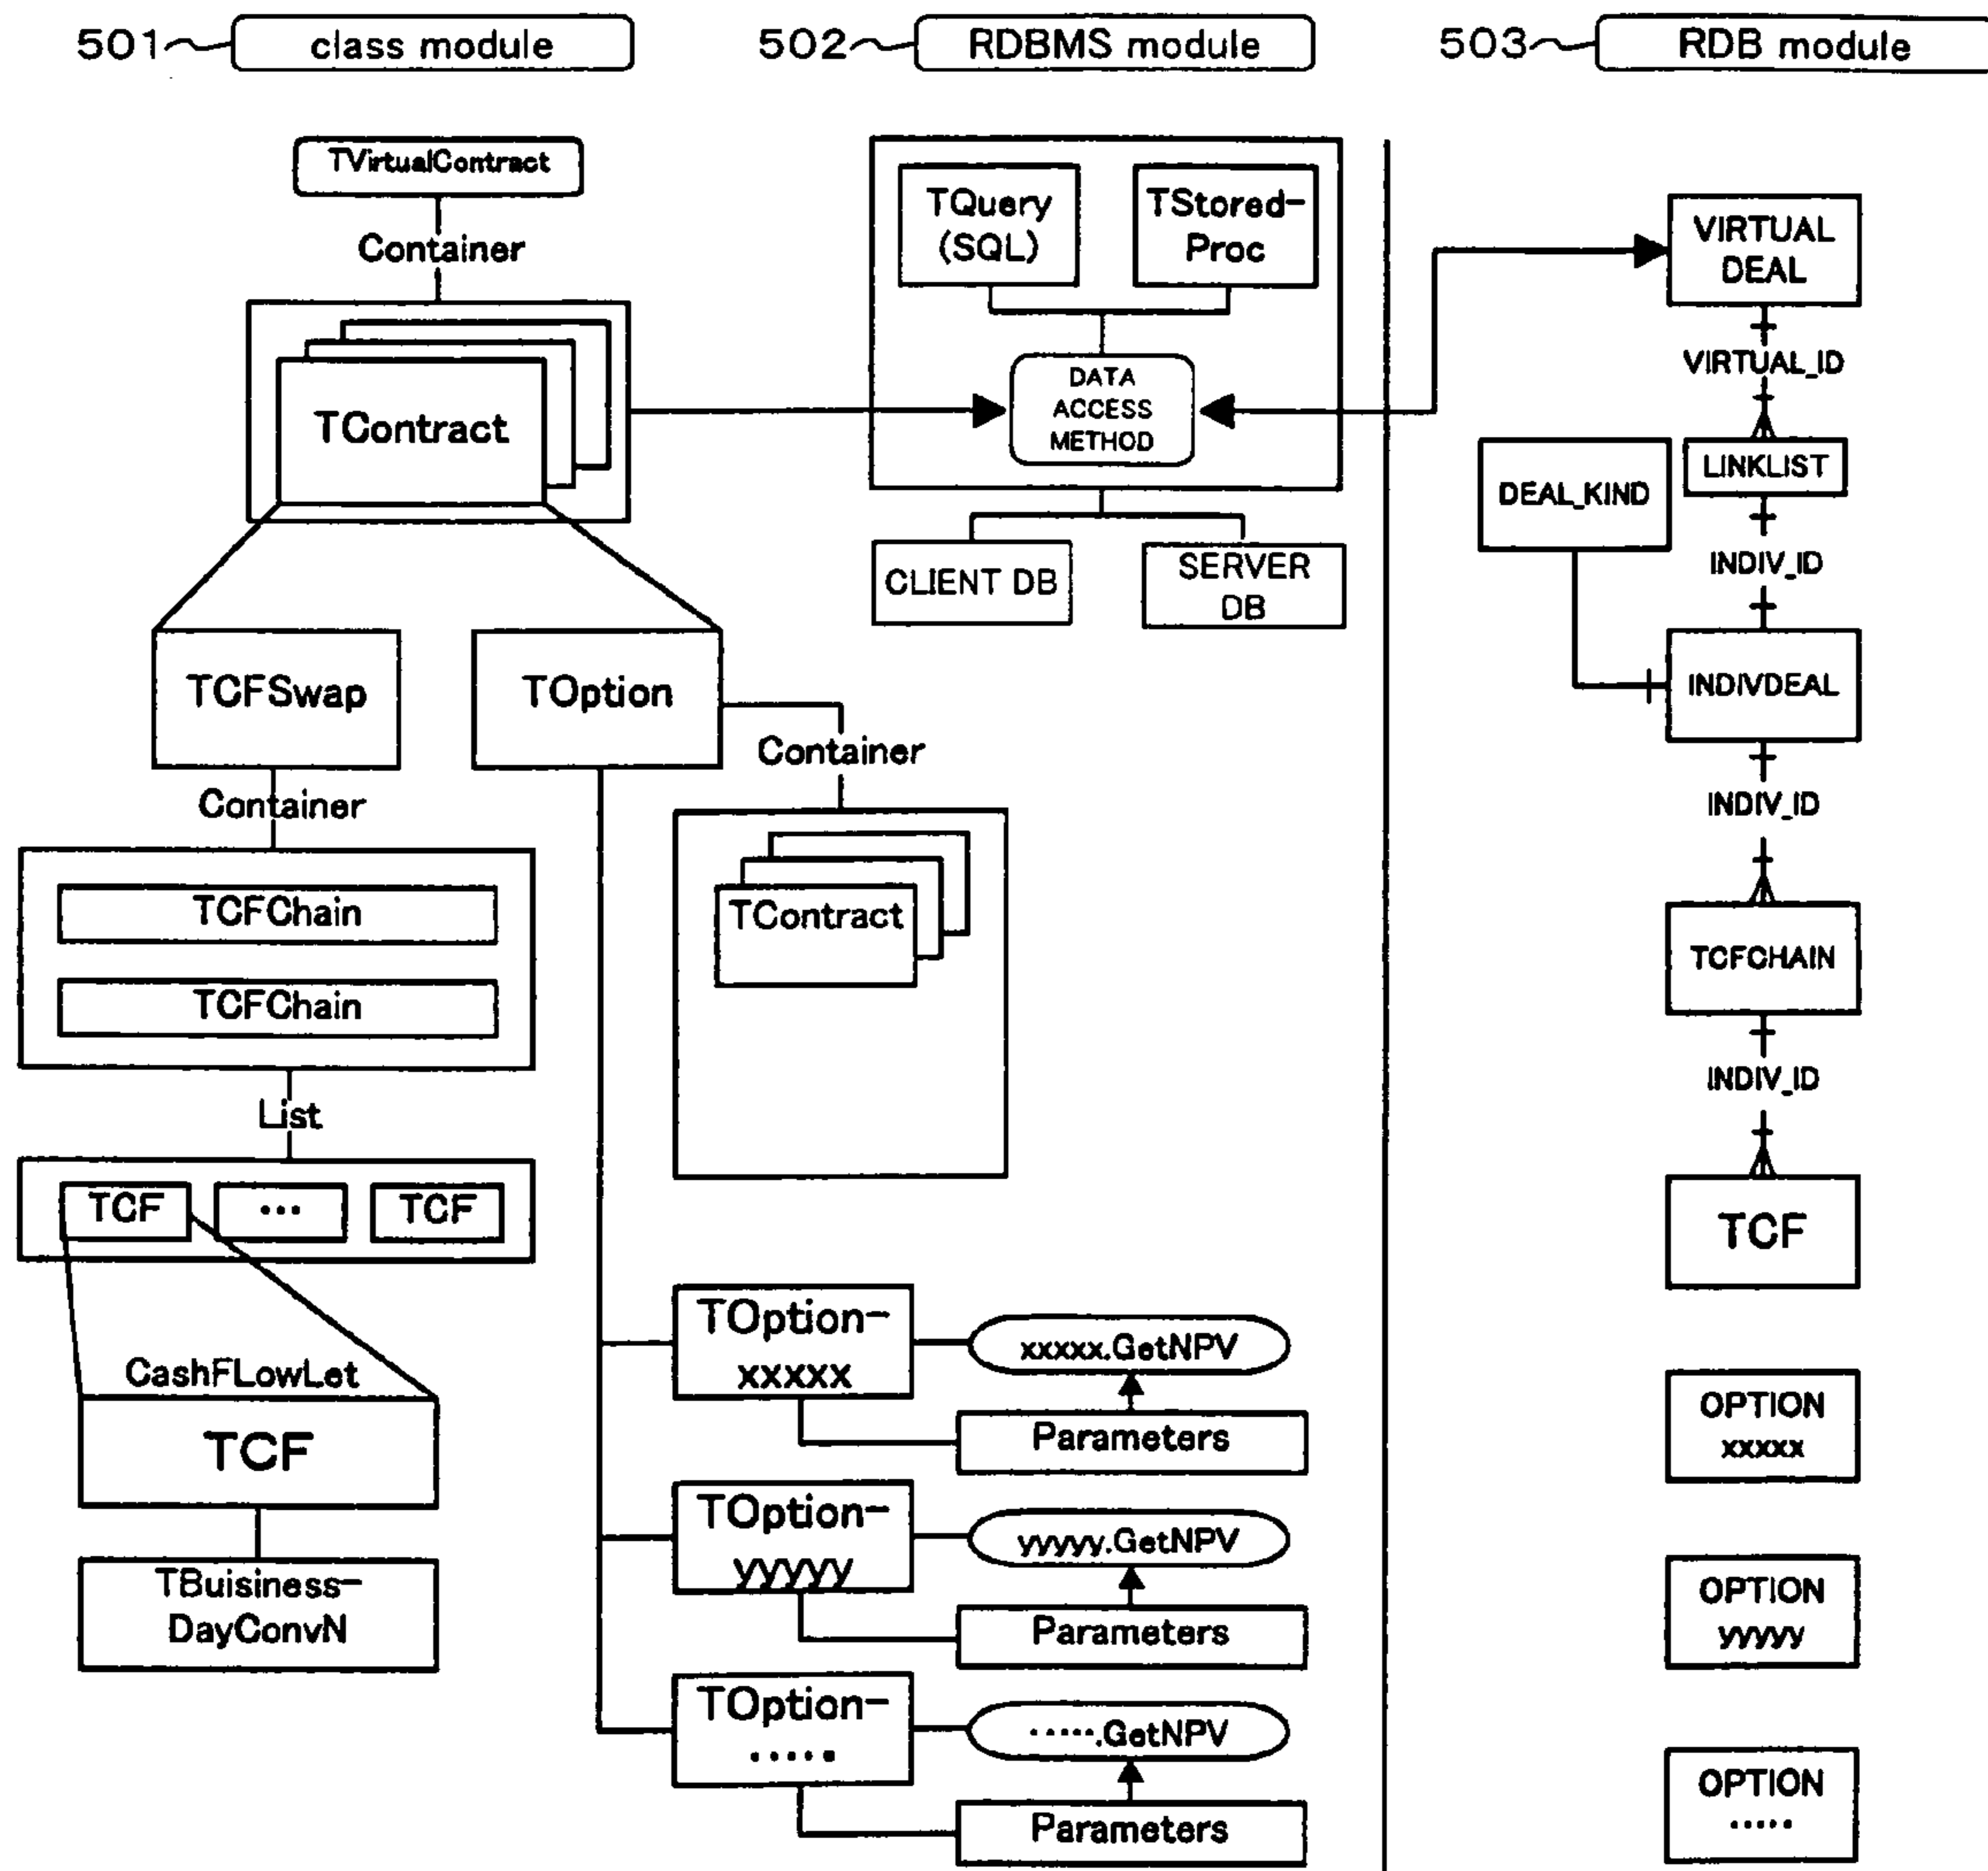 501 class module
502 RDBMS module
503 RDB module
TVirtualContract
Container
TContract
TCFSwap
TOption
Container
TCFChain
TCFChain
List
TCF
...
TCF
CashFLowLet
TCF
TBuisiness-
DayConvN
Container
TContract
TOption-
xxxxx
xxxxx.GetNPV
Parameters
TOption-
yyyyy
yyyyy.GetNPV
Parameters
TOption-
.....
.....GetNPV
Parameters
TQuery
(SQL)
TStored-
Proc
DATA
ACCESS
METHOD
CLIENT DB
SERVER
DB
VIRTUAL
DEAL
VIRTUAL_ID
LINKLIST
DEAL_KIND
INDIV_ID
INDIVDEAL
INDIV_ID
TCFCHAIN
INDIV_ID
TCF
OPTION
xxxxx
OPTION
yyyyy
OPTION
.....